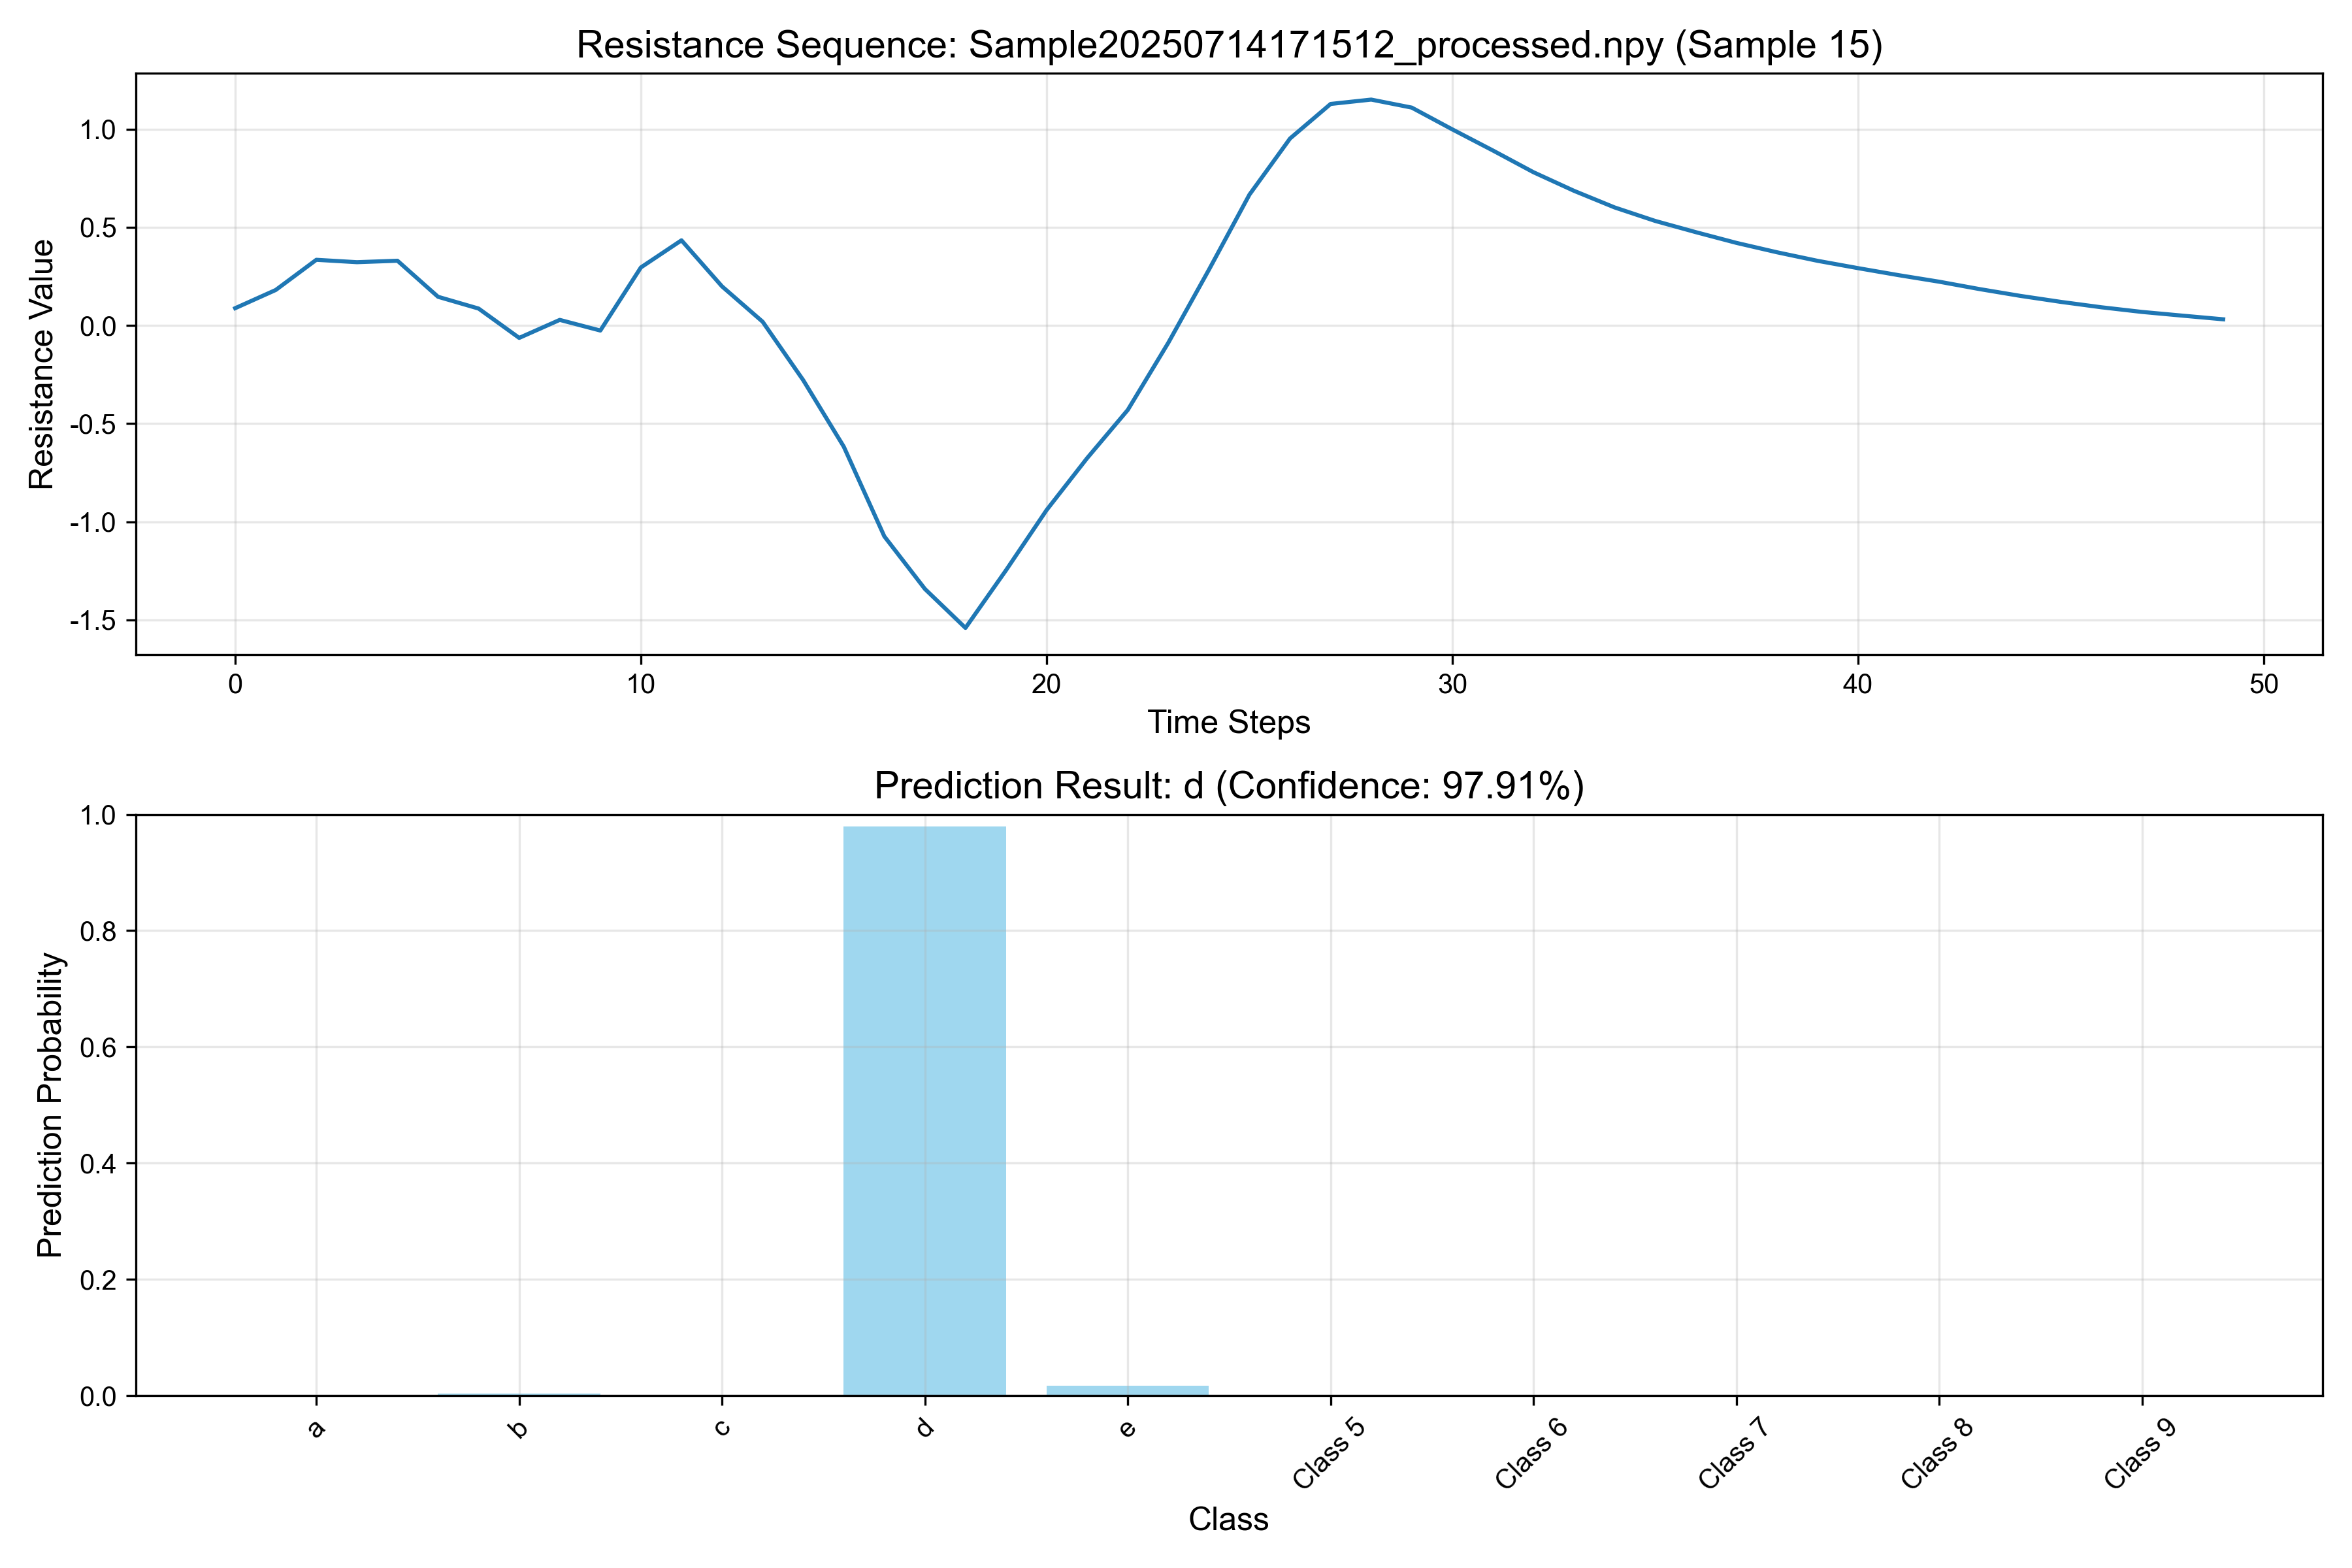 Resistance Sequence: Sample20250714171512_processed.npy (Sample 15)
Resistance Value
1.0
0.5
0.0
-0.5
-1.0
-1.5
0 10 20 30 40 50
Time Steps
Prediction Result: d (Confidence: 97.91%)
Prediction Probability
1.0
0.8
0.6
0.4
0.2
0.0
a b c d e Class 5 Class 6 Class 7 Class 8 Class 9
Class